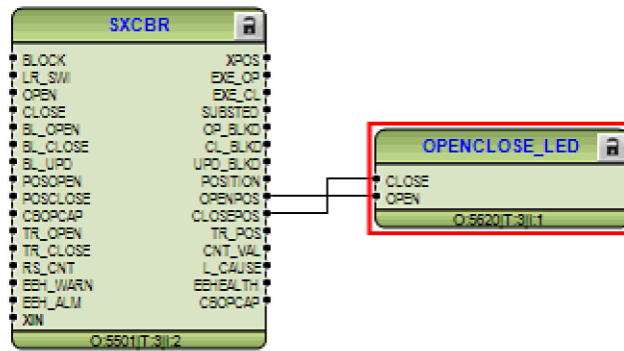 SXCBR
BLOCK XPOS
LR_SWI EXE_OP
OPEN EXE_CL
CLOSE SUBSTED
BL_OPEN OP_BLKD
BL_CLOSE CL_BLKD
BL_UPD UPD_BLKD
POSOPEN POSITION
POSCLOSE OPENPOS
CBOPCAP CLOSEPOS
TR_OPEN TR_POS
TR_CLOSE CNT_VAL
RS_CNT L_CAUSE
EEH_WARN EEHEALTH
EEH_ALM CBOPCAP
XIN
O:5501|T:3|I:2
OPENCLOSE_LED
CLOSE
OPEN
O:5620|T:3|I:1